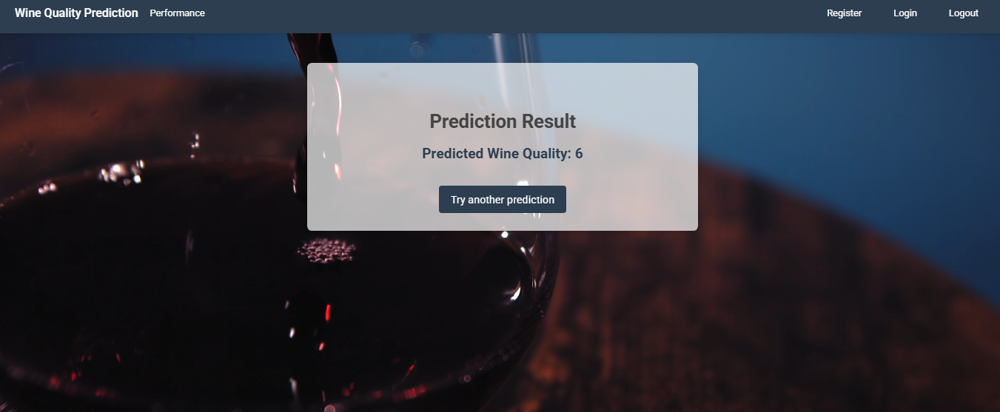 Wine Quality Prediction Performance Register Login Logout
Prediction Result
Predicted Wine Quality: 6
Try another prediction